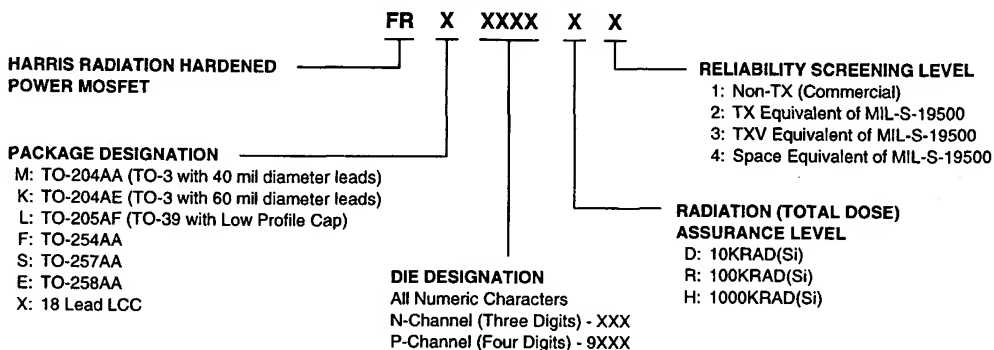 FR X XXXX X X
HARRIS RADIATION HARDENED
POWER MOSFET
PACKAGE DESIGNATION
M: TO-204AA (TO-3 with 40 mil diameter leads)
K: TO-204AE (TO-3 with 60 mil diameter leads)
L: TO-205AF (TO-39 with Low Profile Cap)
F: TO-254AA
S: TO-257AA
E: TO-258AA
X: 18 Lead LCC
DIE DESIGNATION
All Numeric Characters
N-Channel (Three Digits) - XXX
P-Channel (Four Digits) - 9XXX
RELIABILITY SCREENING LEVEL
1: Non-TX (Commercial)
2: TX Equivalent of MIL-S-19500
3: TXV Equivalent of MIL-S-19500
4: Space Equivalent of MIL-S-19500
RADIATION (TOTAL DOSE)
ASSURANCE LEVEL
D: 10KRAD(Si)
R: 100KRAD(Si)
H: 1000KRAD(Si)